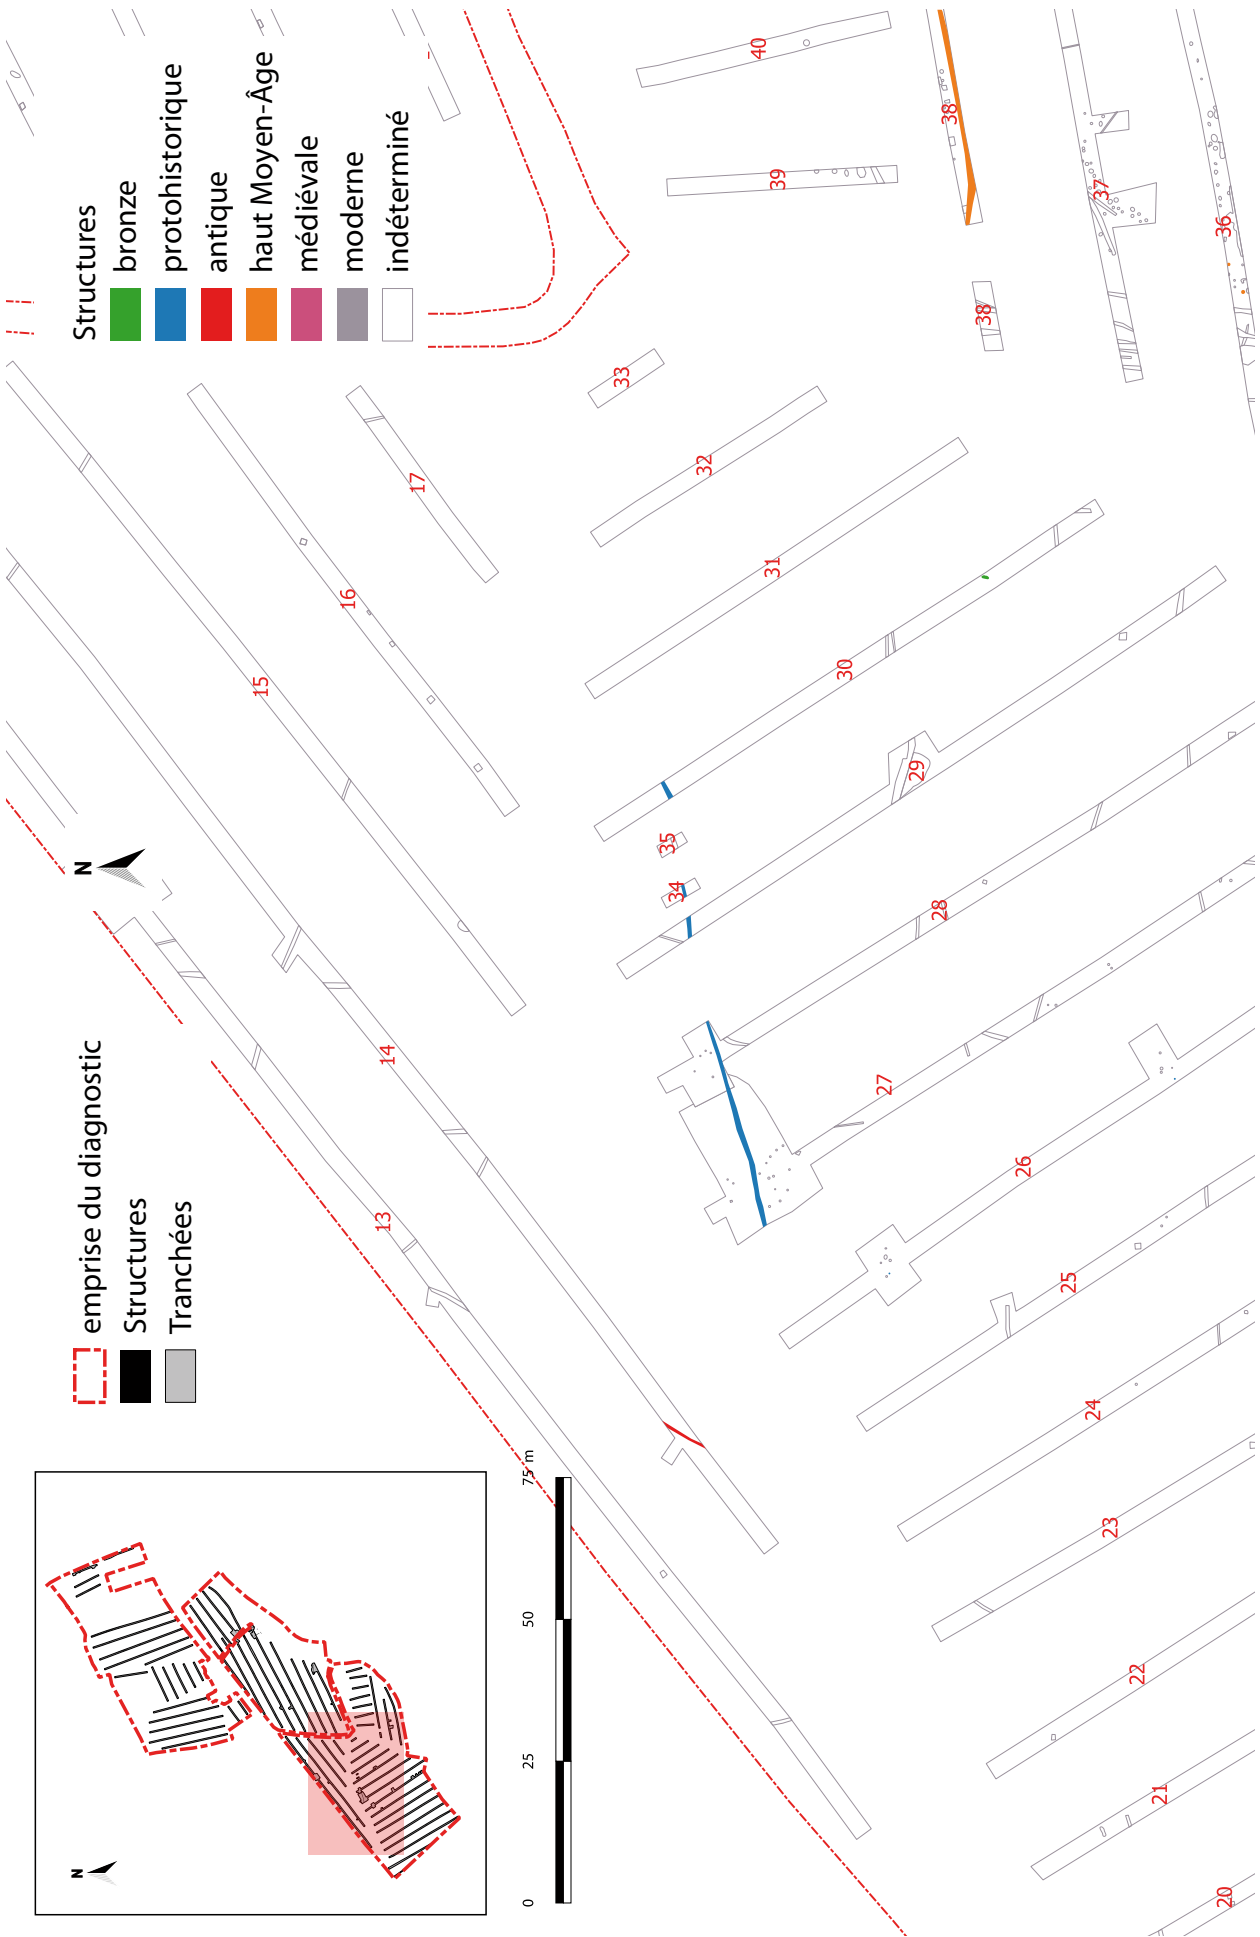 Structures
bronze
protohistorique
antique
haut Moyen-Âge
médiévale
moderne
indéterminé
emprise du diagnostic
Structures
Tranchées
N
N
0
25
50
75 m
13
14
15
16
17
20
21
22
23
24
25
26
27
28
29
30
31
32
33
34
35
36
37
38
38
39
40